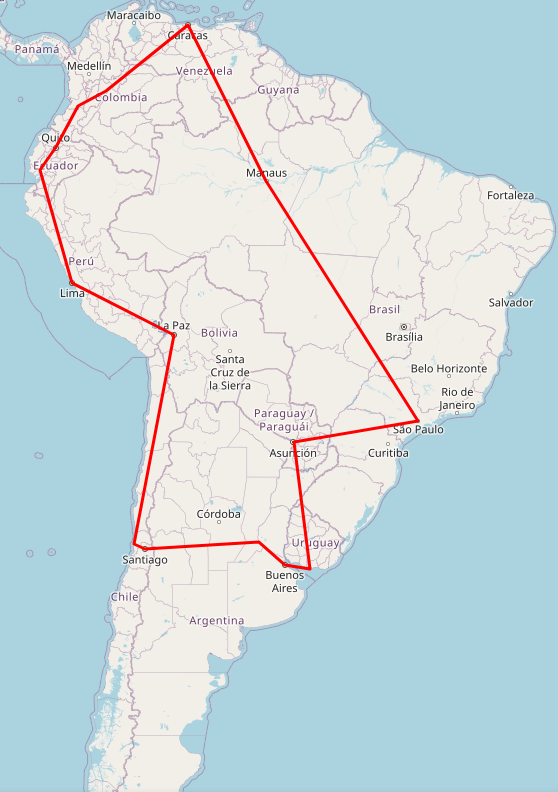 Maracaibo
Caracas
Panamá
Medellín
Venezuela
Colombia
Guyana
Quito
Ecuador
Manaus
Fortaleza
Perú
Lima
Salvador
Brasil
La Paz
Bolivia
Brasília
Santa
Cruz de
la Sierra
Belo Horizonte
Rio de
Janeiro
Paraguay /
Paraguái
São Paulo
Asunción
Curitiba
Córdoba
Uruguay
Santiago
Buenos
Aires
Chile
Argentina